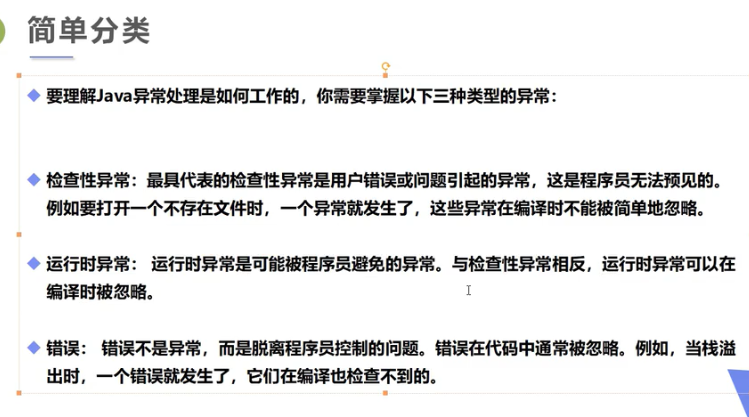 简单分类
要理解Java异常处理是如何工作的，你需要掌握以下三种类型的异常：
检查性异常：最具代表的检查性异常是用户错误或问题引起的异常，这是程序员无法预见的。
例如要打开一个不存在文件时，一个异常就发生了，这些异常在编译时不能被简单地忽略。
运行时异常： 运行时异常是可能被程序员避免的异常。与检查性异常相反，运行时异常可以在
编译时被忽略。
错误： 错误不是异常，而是脱离程序员控制的问题。错误在代码中通常被忽略。例如，当栈溢
出时，一个错误就发生了，它们在编译也检查不到的。